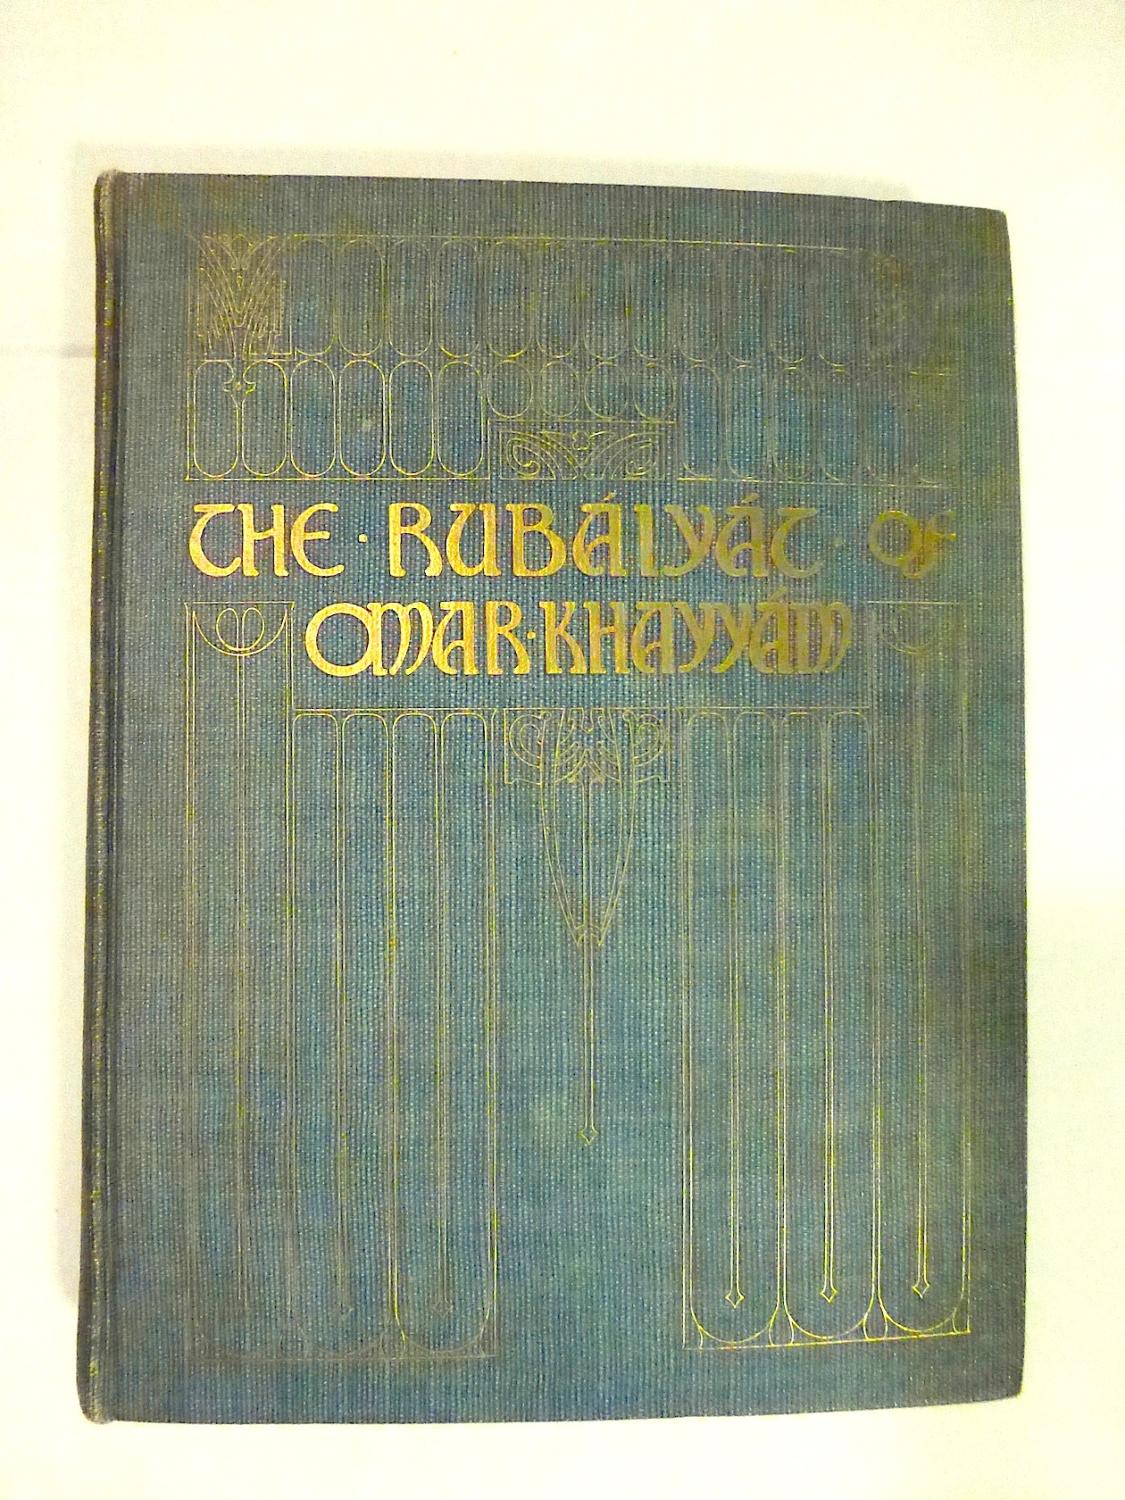 THE · RUBÁIYÁT · OF
OMAR · KHAYYÁM